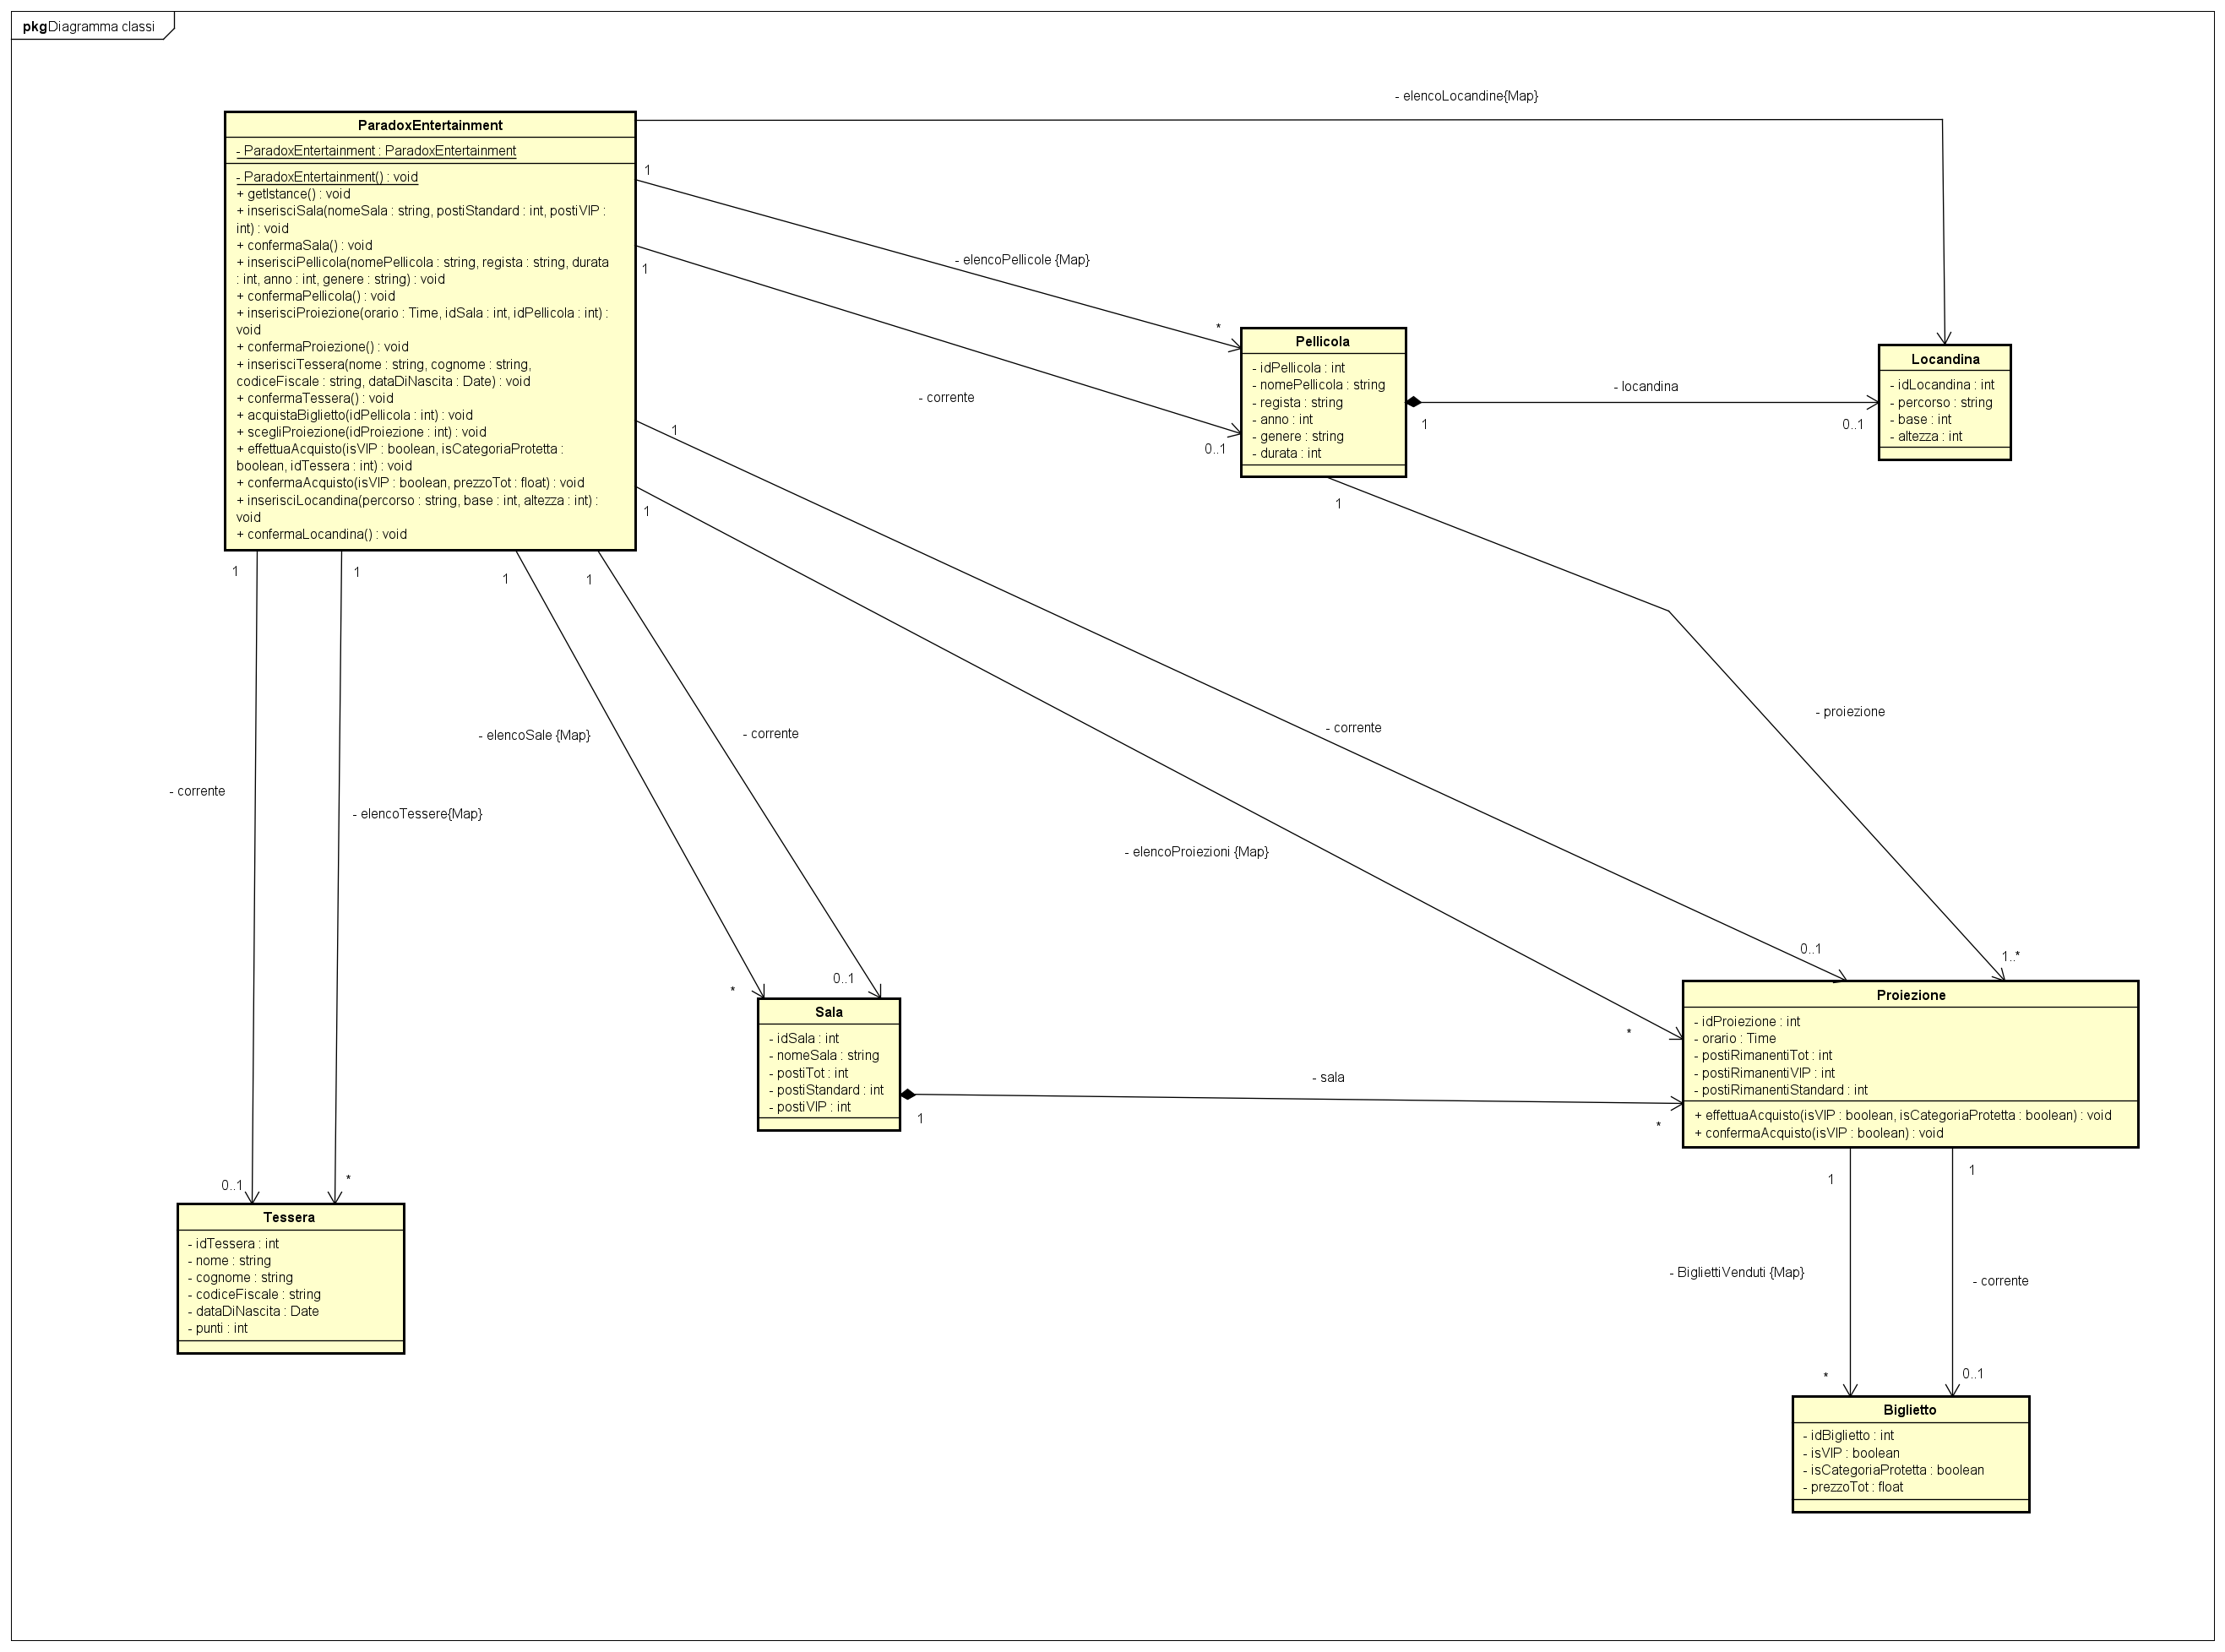 pkg Diagramma classi
- elencoLocandine{Map}
ParadoxEntertainment
- ParadoxEntertainment : ParadoxEntertainment
- ParadoxEntertainment() : void
+ getIstance() : void
+ inserisciSala(nomeSala : string, postiStandard : int, postiVIP :
int) : void
+ confermaSala() : void
+ inserisciPellicola(nomePellicola : string, regista : string, durata
: int, anno : int, genere : string) : void
+ confermaPellicola() : void
+ inserisciProiezione(orario : Time, idSala : int, idPellicola : int) :
void
+ confermaProiezione() : void
+ inserisciTessera(nome : string, cognome : string,
codiceFiscale : string, dataDiNascita : Date) : void
+ confermaTessera() : void
+ acquistaBiglietto(idPellicola : int) : void
+ scegliProiezione(idProiezione : int) : void
+ effettuaAcquisto(isVIP : boolean, isCategoriaProtetta :
boolean, idTessera : int) : void
+ confermaAcquisto(isVIP : boolean, prezzoTot : float) : void
+ inserisciLocandina(percorso : string, base : int, altezza : int) :
void
+ confermaLocandina() : void
1
- elencoPellicole {Map}
*
1
- corrente
0..1
Pellicola
- idPellicola : int
- nomePellicola : string
- regista : string
- anno : int
- genere : string
- durata : int
1
- locandina
0..1
Locandina
- idLocandina : int
- percorso : string
- base : int
- altezza : int
1
- proiezione
1..*
1
- corrente
0..1
1
- elencoProiezioni {Map}
*
1
- corrente
0..1
1
- elencoTessere{Map}
*
1
- elencoSale {Map}
*
1
- corrente
0..1
Sala
- idSala : int
- nomeSala : string
- postiTot : int
- postiStandard : int
- postiVIP : int
1
- sala
*
Proiezione
- idProiezione : int
- orario : Time
- postiRimanentiTot : int
- postiRimanentiVIP : int
- postiRimanentiStandard : int
+ effettuaAcquisto(isVIP : boolean, isCategoriaProtetta : boolean) : void
+ confermaAcquisto(isVIP : boolean) : void
Tessera
- idTessera : int
- nome : string
- cognome : string
- codiceFiscale : string
- dataDiNascita : Date
- punti : int
1
- BigliettiVenduti {Map}
*
1
- corrente
0..1
Biglietto
- idBiglietto : int
- isVIP : boolean
- isCategoriaProtetta : boolean
- prezzoTot : float